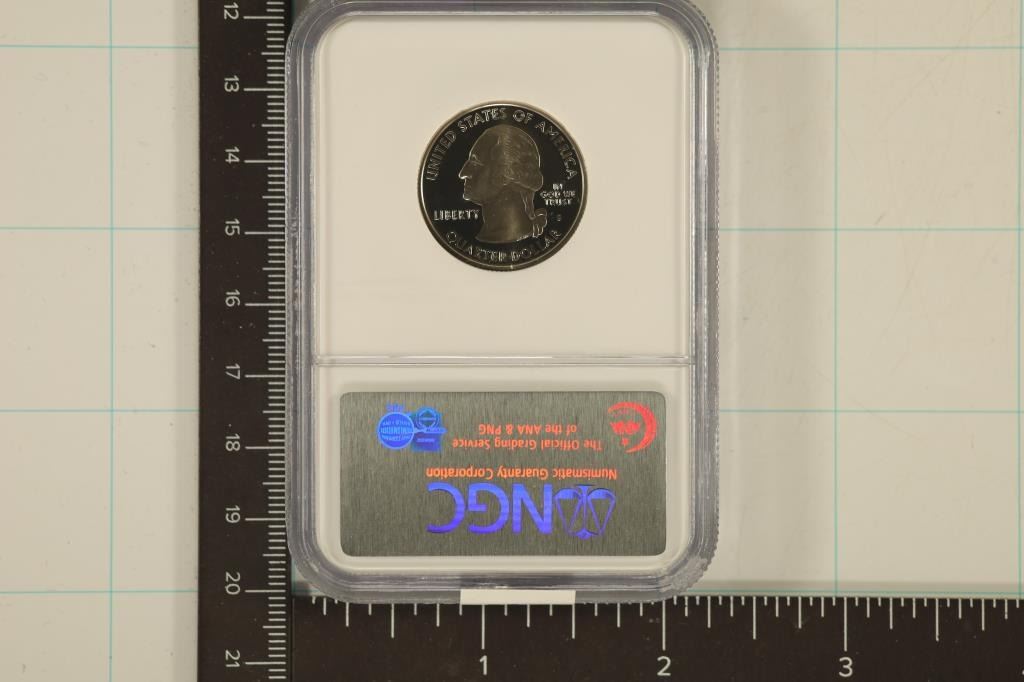 UNITED STATES OF AMERICA
LIBERTY
IN
GOD WE
TRUST
S
QUARTER DOLLAR
NGC
Numismatic Guaranty Corporation
The Official Grading Service
of the ANA & PNG
ANA
12
13
14
15
16
17
18
19
20
21
1
2
3